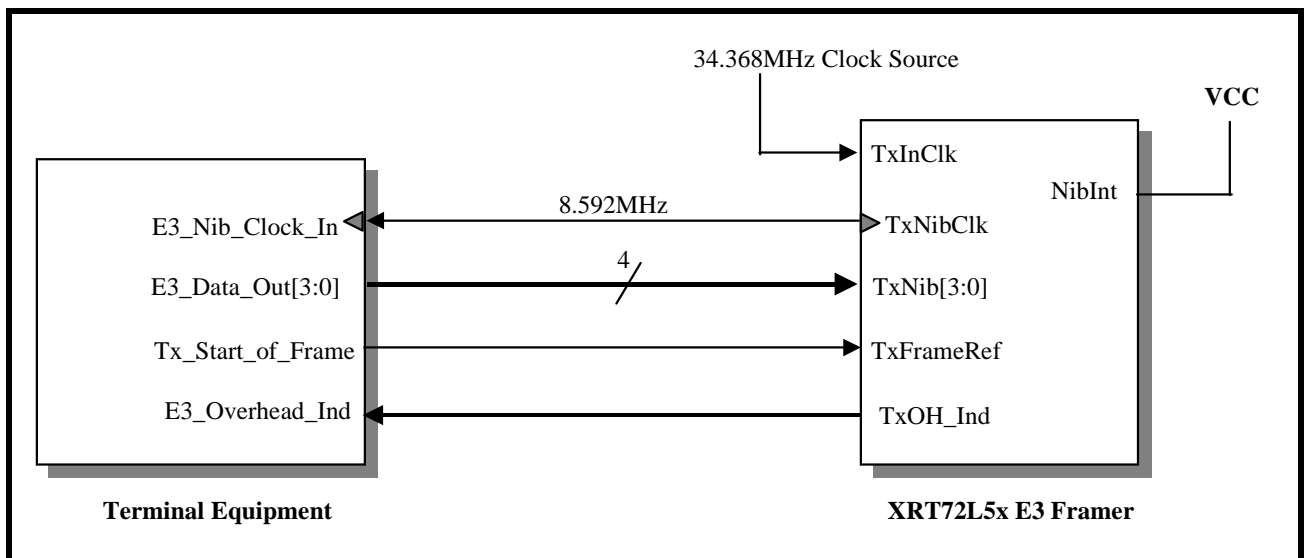 34.368MHz Clock Source
VCC
TxInClk
NibInt
8.592MHz
E3_Nib_Clock_In
TxNibClk
4
E3_Data_Out[3:0]
TxNib[3:0]
Tx_Start_of_Frame
TxFrameRef
E3_Overhead_Ind
TxOH_Ind
Terminal Equipment
XRT72L5x E3 Framer